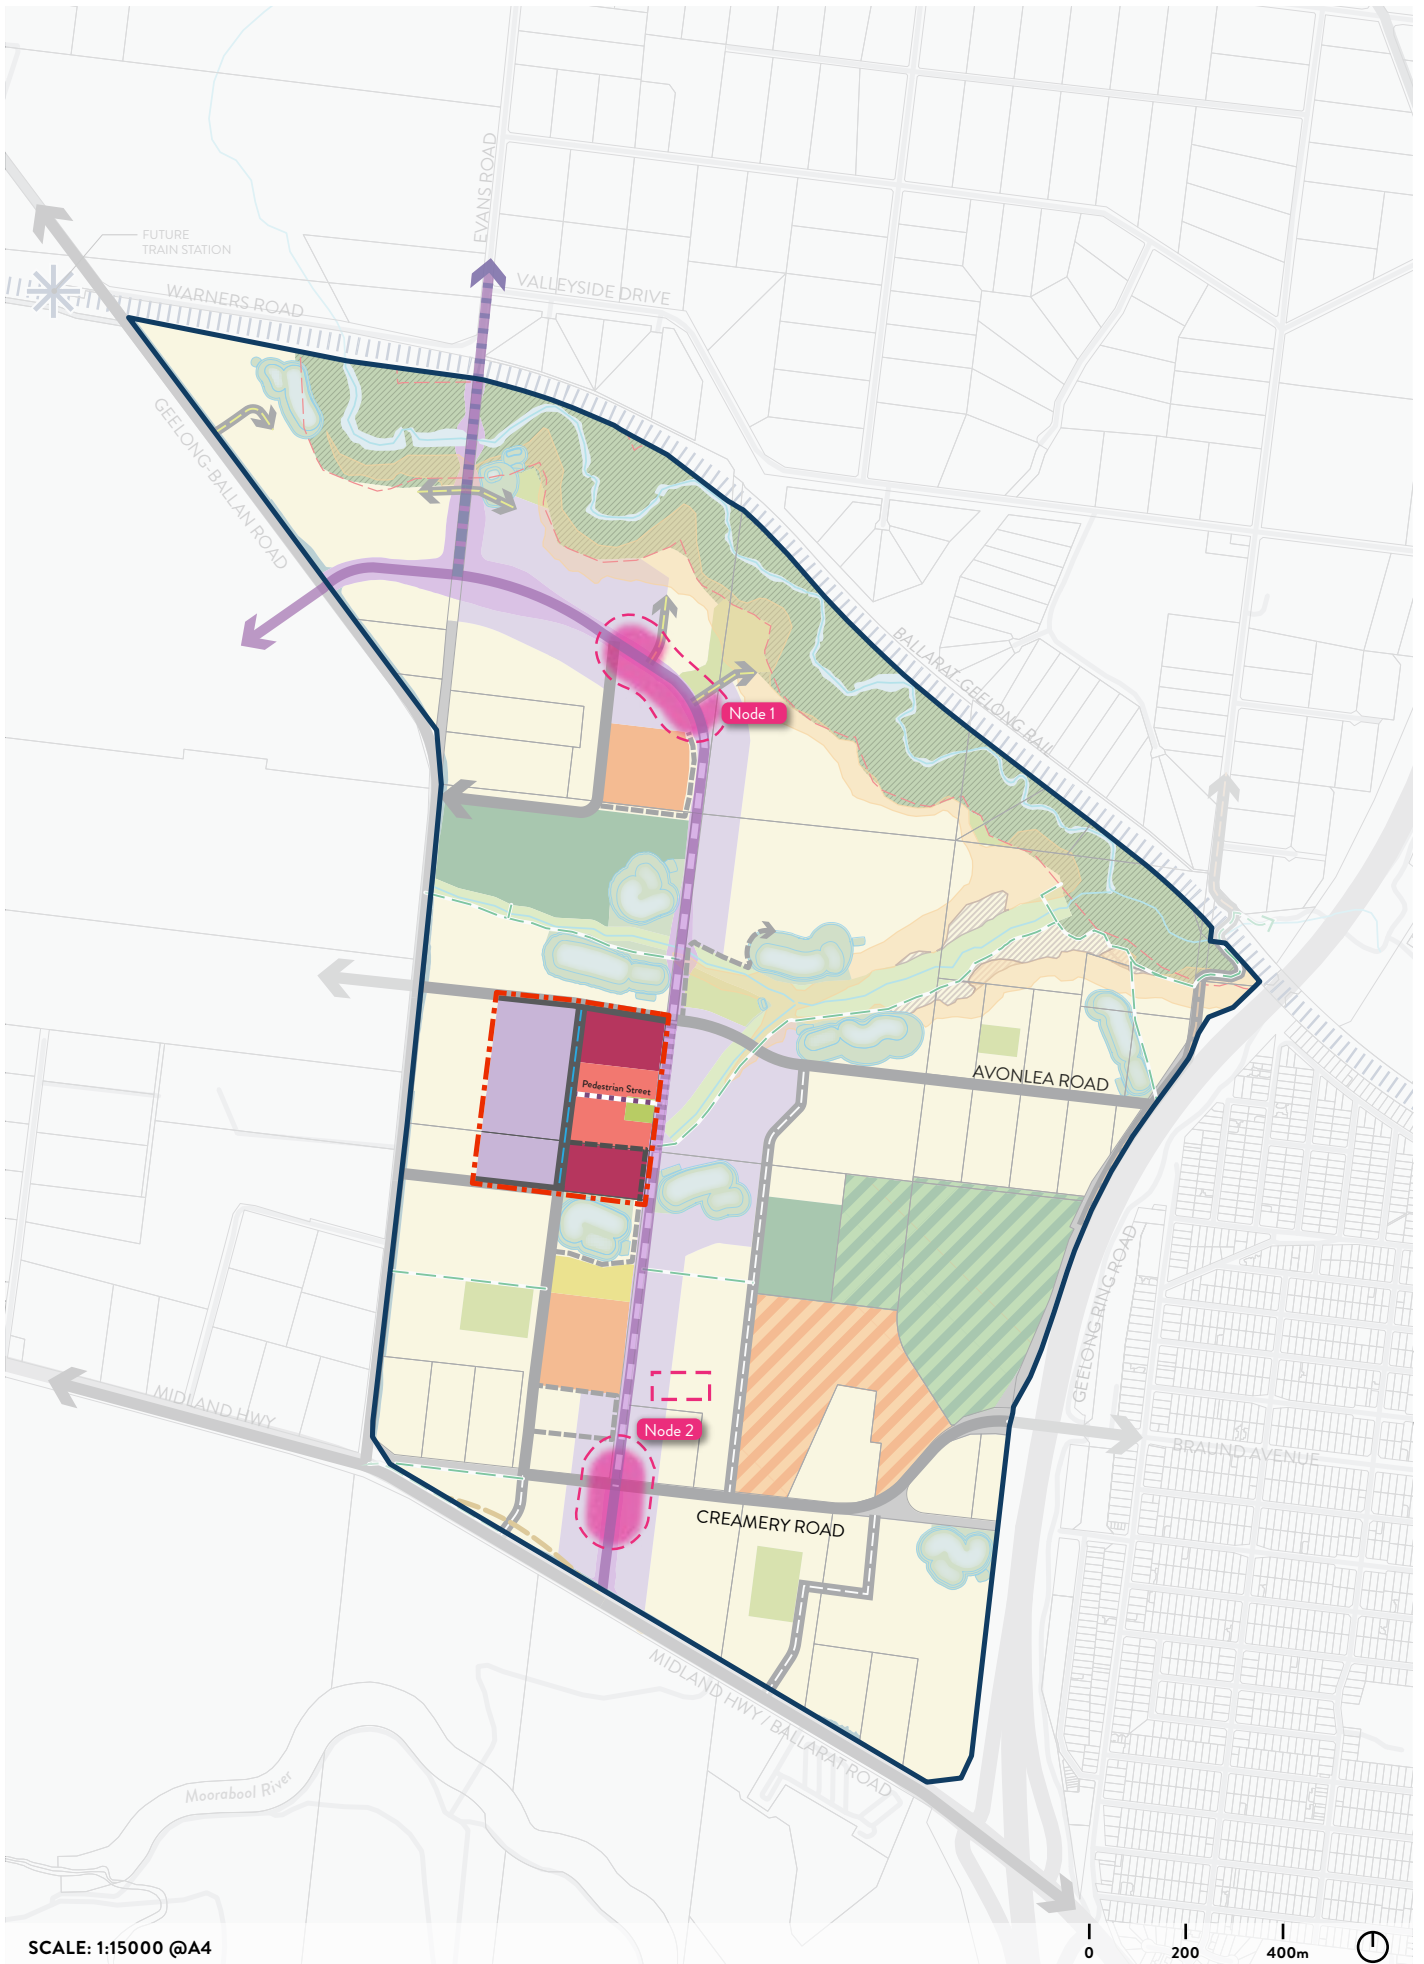 EVANS ROAD
FUTURE
TRAIN STATION
VALLEYSIDE DRIVE
WARNERS ROAD
GEELONG-BALLAN ROAD
BALLARAT-GEELONG RAIL
Node 1
AVONLEA ROAD
Pedestrian Street
GEELONG RING ROAD
MIDLAND HWY
Node 2
BRAUND AVENUE
CREAMERY ROAD
MIDLAND HWY / BALLARAT ROAD
Moorabool River
SCALE: 1:15000 @A4
0 200 400m